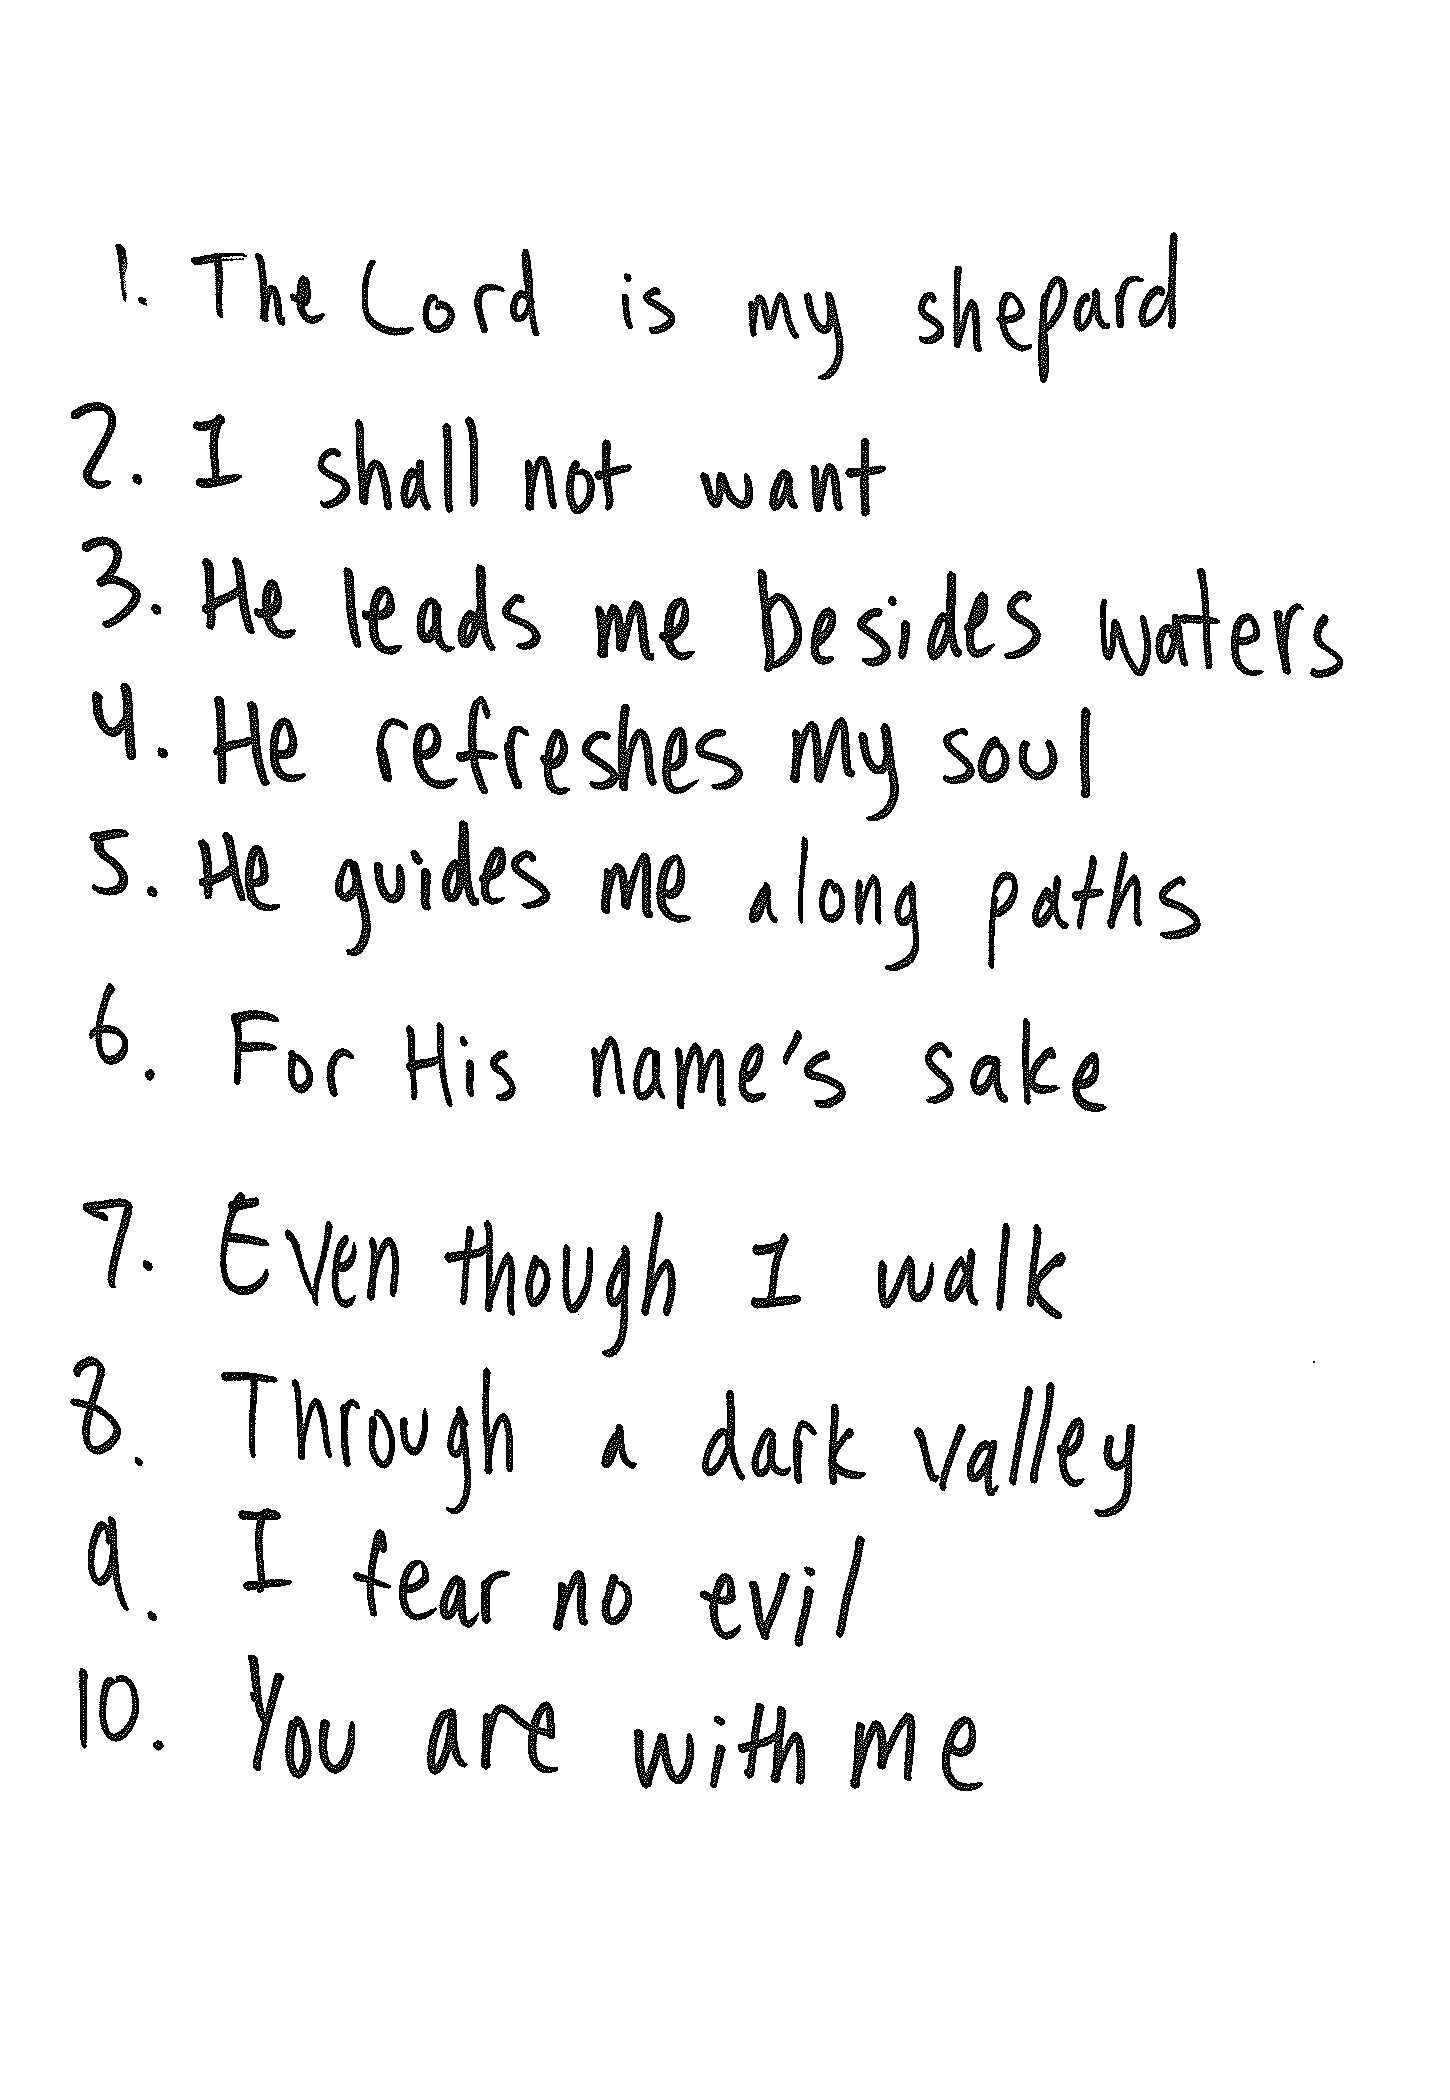 1. The Lord is my shepard
2. I shall not want
3. He leads me besides waters
4. He refreshes my soul
5. He guides me along paths
6. For His name's sake
7. Even though I walk
8. Through a dark valley
9. I fear no evil
10. You are with me